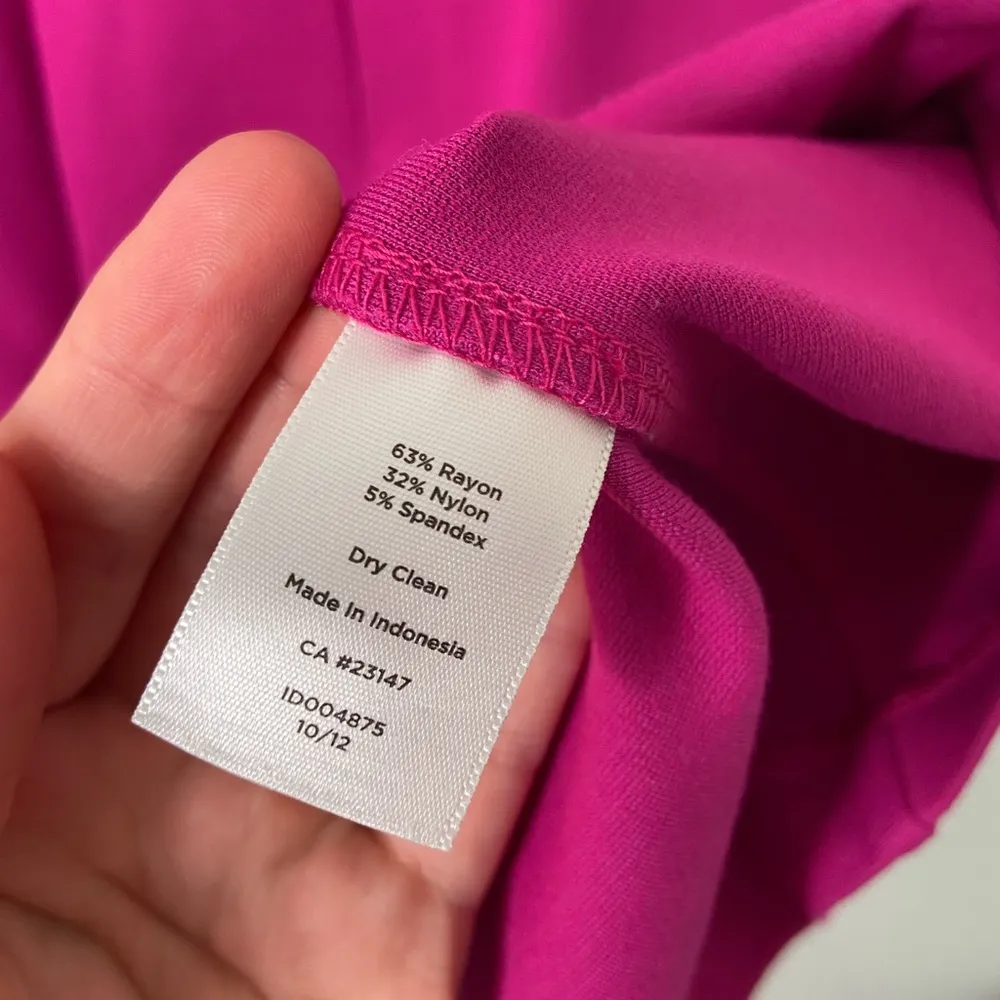 63% Rayon
32% Nylon
5% Spandex
Dry Clean
Made In Indonesia
CA #23147
ID004875
10/12